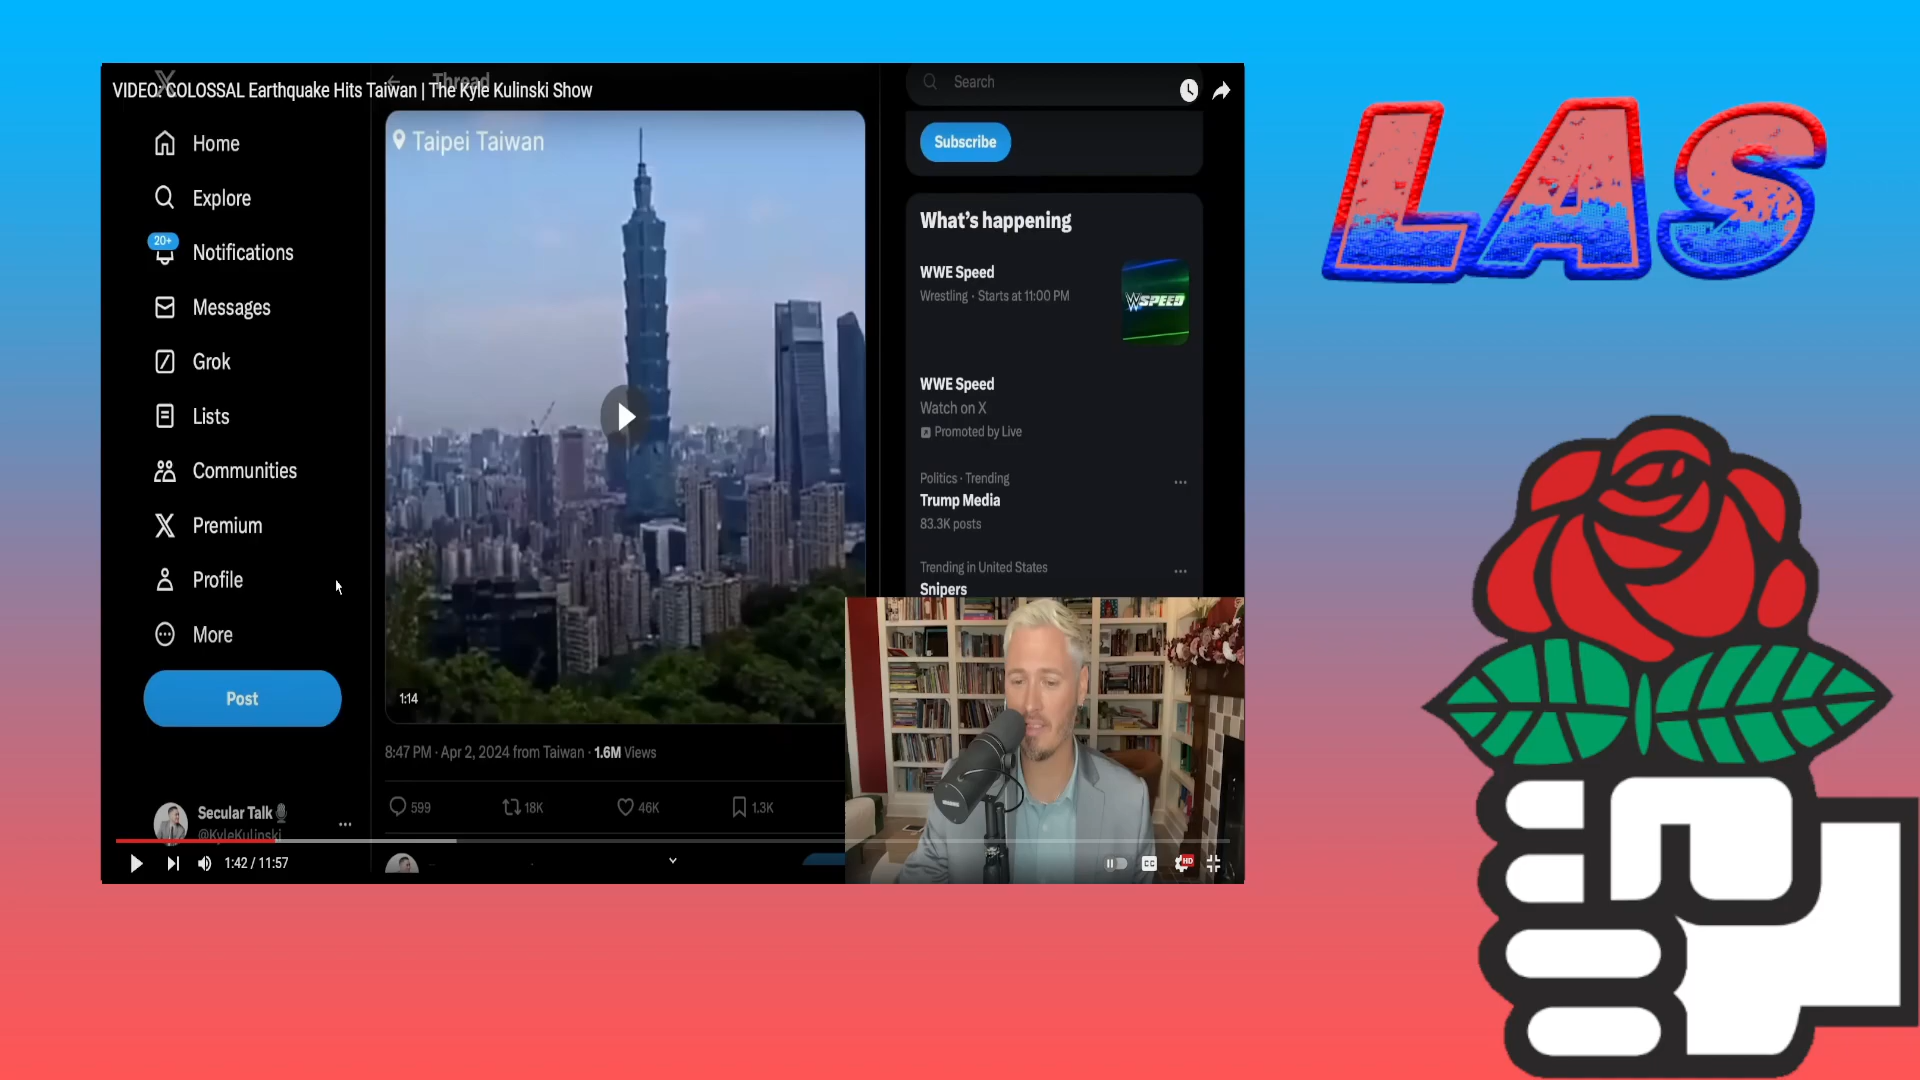 VIDEO: COLOSSAL Earthquake Hits Taiwan | The Kyle Kulinski Show
Thread
Search
Home
Explore
20+
Notifications
Messages
Grok
Lists
Communities
Premium
Profile
More
Post
Secular Talk
@KyleKulinski
Taipei Taiwan
1:14
8:47 PM · Apr 2, 2024 from Taiwan · 1.6M Views
599
18K
46K
1.3K
Subscribe
What's happening
WWE Speed
Wrestling · Starts at 11:00 PM
SPEED
WWE Speed
Watch on X
Promoted by Live
Politics · Trending
Trump Media
83.3K posts
Trending in United States
Snipers
1:42 / 11:57
CC
HD
LAS